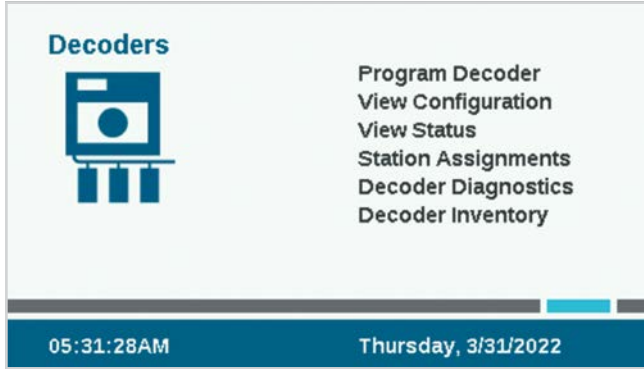 Decoders
Program Decoder
View Configuration
View Status
Station Assignments
Decoder Diagnostics
Decoder Inventory
05:31:28AM
Thursday, 3/31/2022